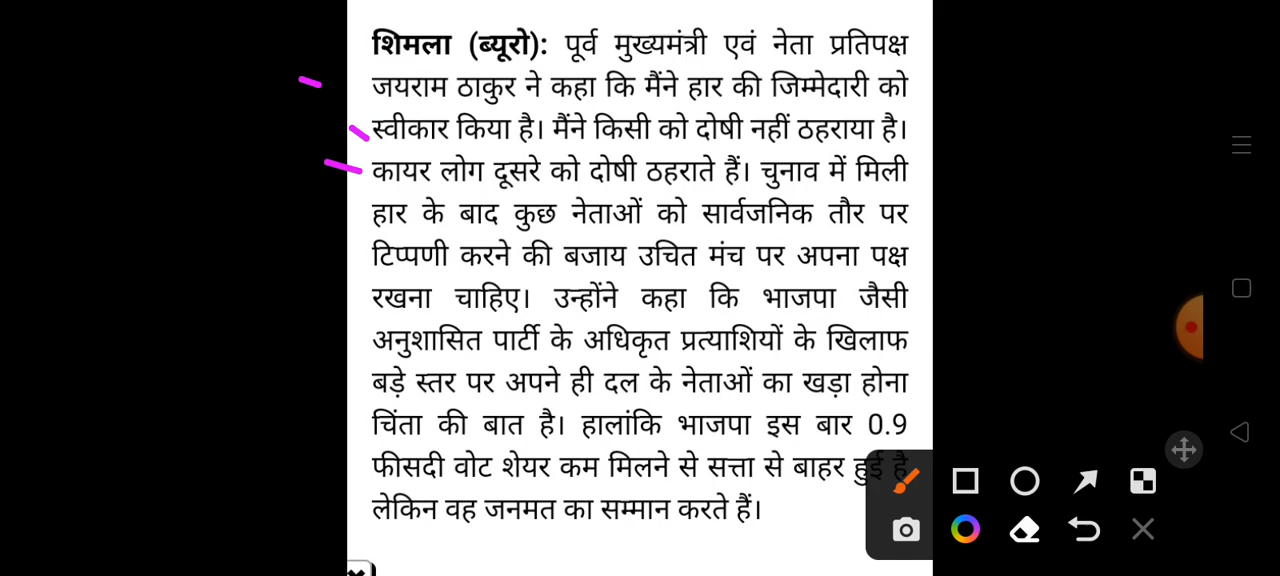 शिमला (ब्यूरो): पूर्व मुख्यमंत्री एवं नेता प्रतिपक्ष
जयराम ठाकुर ने कहा कि मैंने हार की जिम्मेदारी को
स्वीकार किया है। मैंने किसी को दोषी नहीं ठहराया है।
कायर लोग दूसरे को दोषी ठहराते हैं। चुनाव में मिली
हार के बाद कुछ नेताओं को सार्वजनिक तौर पर
टिप्पणी करने की बजाय उचित मंच पर अपना पक्ष
रखना चाहिए। उन्होंने कहा कि भाजपा जैसी
अनुशासित पार्टी के अधिकृत प्रत्याशियों के खिलाफ
बड़े स्तर पर अपने ही दल के नेताओं का खड़ा होना
चिंता की बात है। हालांकि भाजपा इस बार 0.9
फीसदी वोट शेयर कम मिलने से सत्ता से बाहर हुई है
लेकिन वह जनमत का सम्मान करते हैं।